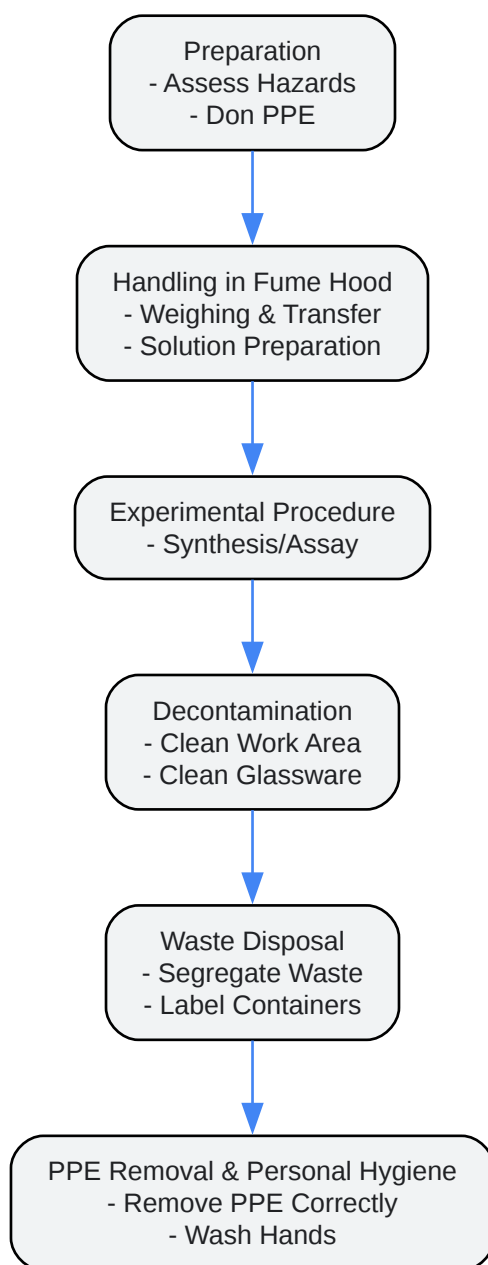 Preparation
- Assess Hazards
- Don PPE
Handling in Fume Hood
- Weighing & Transfer
- Solution Preparation
Experimental Procedure
- Synthesis/Assay
Decontamination
- Clean Work Area
- Clean Glassware
Waste Disposal
- Segregate Waste
- Label Containers
PPE Removal & Personal Hygiene
- Remove PPE Correctly
- Wash Hands